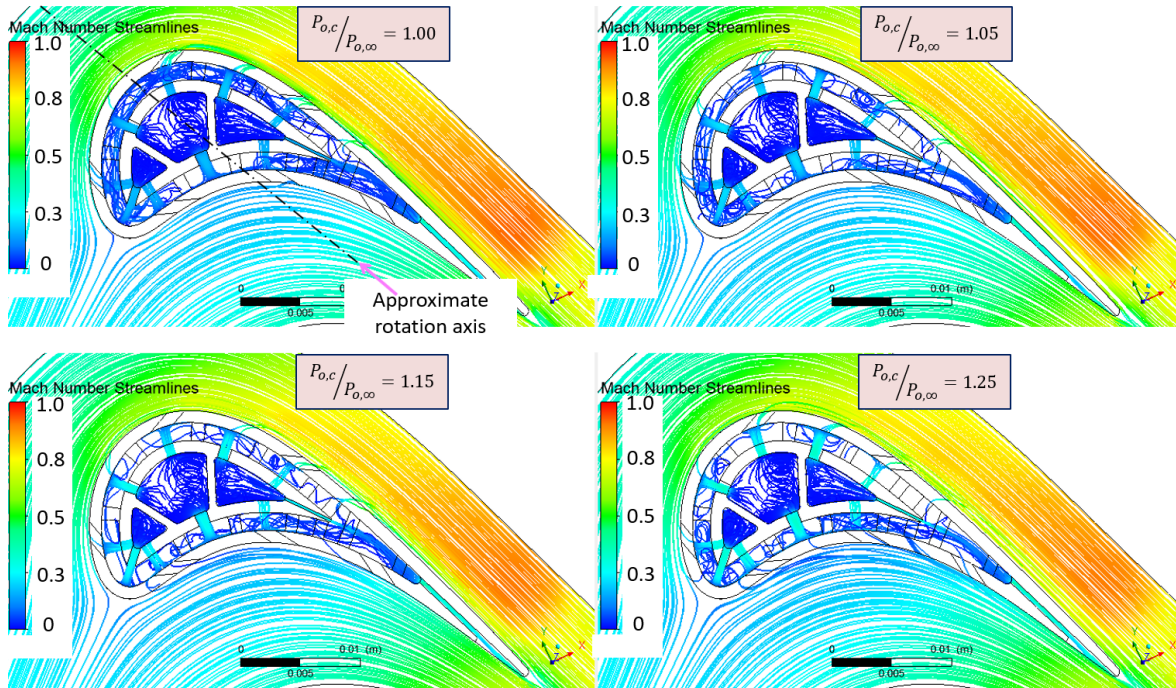 Mach Number Streamlines
P_{o,c}/P_{o,∞} = 1.00
1.0
0.8
0.5
0.3
0
Approximate
rotation axis
0
0.005
Y
X
Z
Mach Number Streamlines
P_{o,c}/P_{o,∞} = 1.05
1.0
0.8
0.5
0.3
0
0
0.01 (m)
0.005
Y
X
Z
Mach Number Streamlines
P_{o,c}/P_{o,∞} = 1.15
1.0
0.8
0.5
0.3
0
0
0.01 (m)
0.005
Y
X
Z
Mach Number Streamlines
P_{o,c}/P_{o,∞} = 1.25
1.0
0.8
0.5
0.3
0
0
0.01 (m)
0.005
Y
X
Z